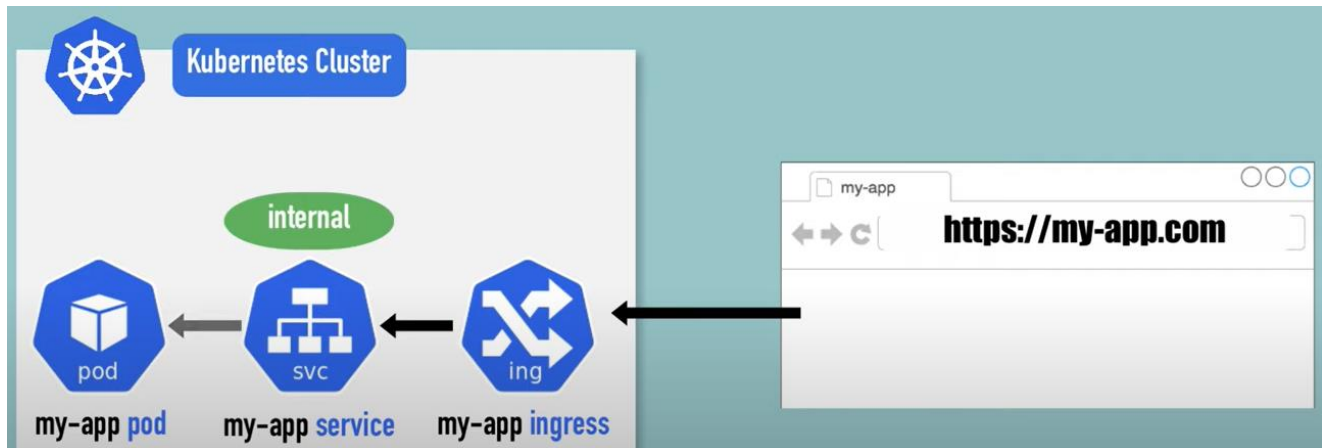 Kubernetes Cluster
my-app
https://my-app.com
internal
pod
svc
ing
my-app pod
my-app service
my-app ingress